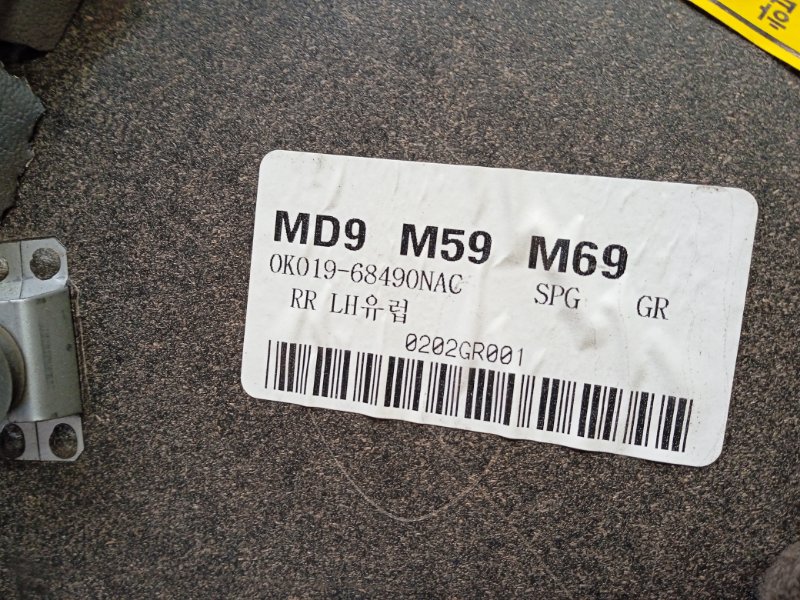 MD9 M59 M69
0K019-68490NAC SPG GR
RR LH유럽
0202GR001